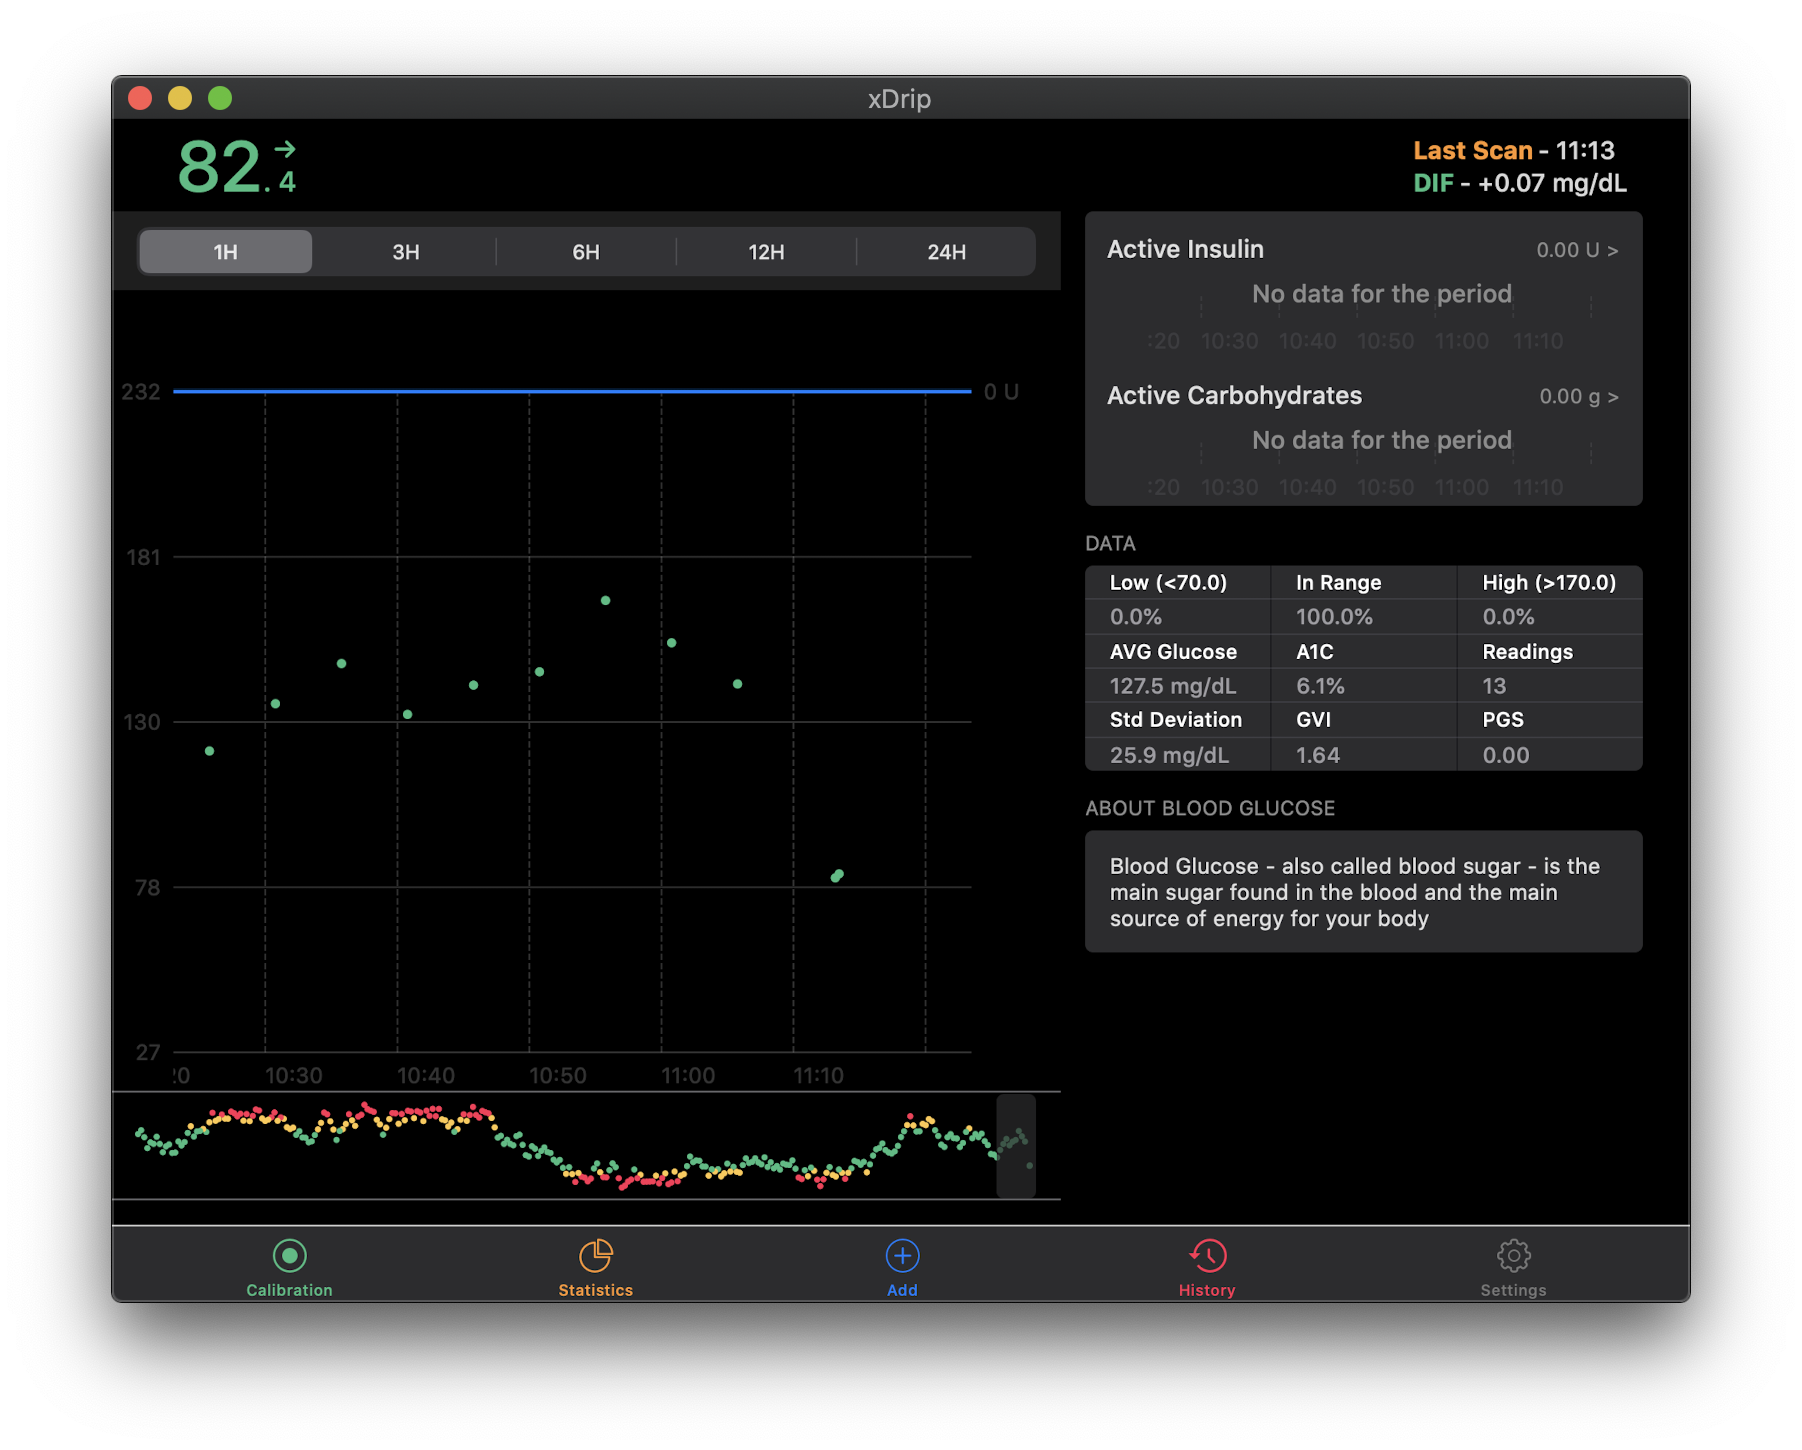 xDrip
82.4 →
Last Scan - 11:13
DIF - +0.07 mg/dL
1H 3H 6H 12H 24H
232 0 U
181
130
78
27
:0 10:30 10:40 10:50 11:00 11:10
Active Insulin 0.00 U >
No data for the period
:20 10:30 10:40 10:50 11:00 11:10
Active Carbohydrates 0.00 g >
No data for the period
:20 10:30 10:40 10:50 11:00 11:10
DATA
Low (<70.0) In Range High (>170.0)
0.0% 100.0% 0.0%
AVG Glucose A1C Readings
127.5 mg/dL 6.1% 13
Std Deviation GVI PGS
25.9 mg/dL 1.64 0.00
ABOUT BLOOD GLUCOSE
Blood Glucose - also called blood sugar - is the
main sugar found in the blood and the main
source of energy for your body
Calibration Statistics Add History Settings